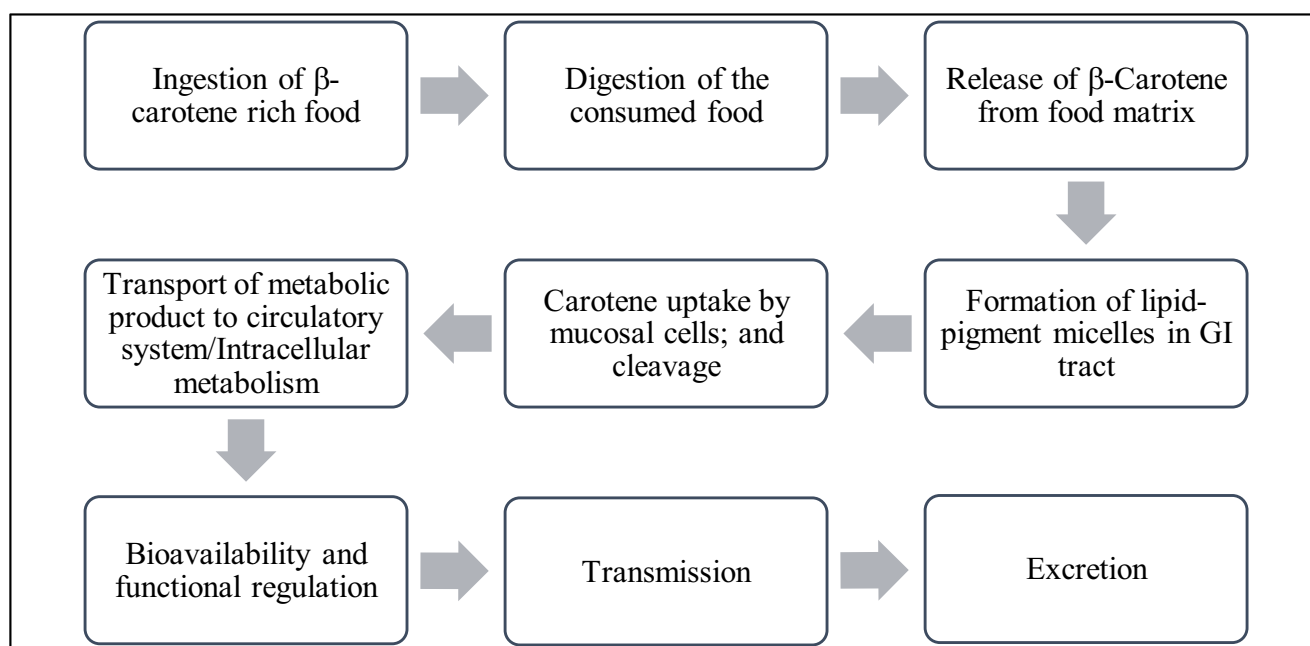 Ingestion of β-
carotene rich food
Digestion of the
consumed food
Release of β-Carotene
from food matrix
Formation of lipid-
pigment micelles in GI
tract
Carotene uptake by
mucosal cells; and
cleavage
Transport of metabolic
product to circulatory
system/Intracellular
metabolism
Bioavailability and
functional regulation
Transmission
Excretion